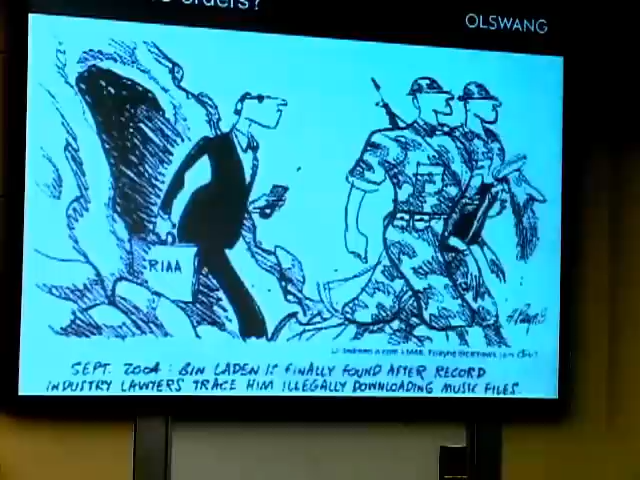 orders?
OLSWANG
RIAA
SEPT. 2004 : BIN LADEN IS FINALLY FOUND AFTER RECORD
INDUSTRY LAWYERS TRACE HIM ILLEGALLY DOWNLOADING MUSIC FILES.